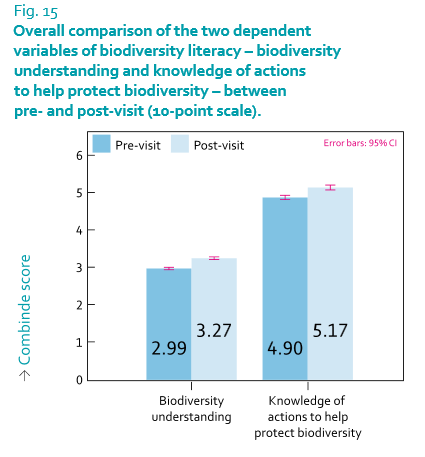 Fig. 15
Overall comparison of the two dependent
variables of biodiversity literacy – biodiversity
understanding and knowledge of actions
to help protect biodiversity – between
pre- and post-visit (10-point scale).
Pre-visit
Post-visit
Error bars: 95% CI
6
5
4
3
2
1
0
→ Combinde score
2.99
3.27
4.90
5.17
Biodiversity
understanding
Knowledge of
actions to help
protect biodiversity